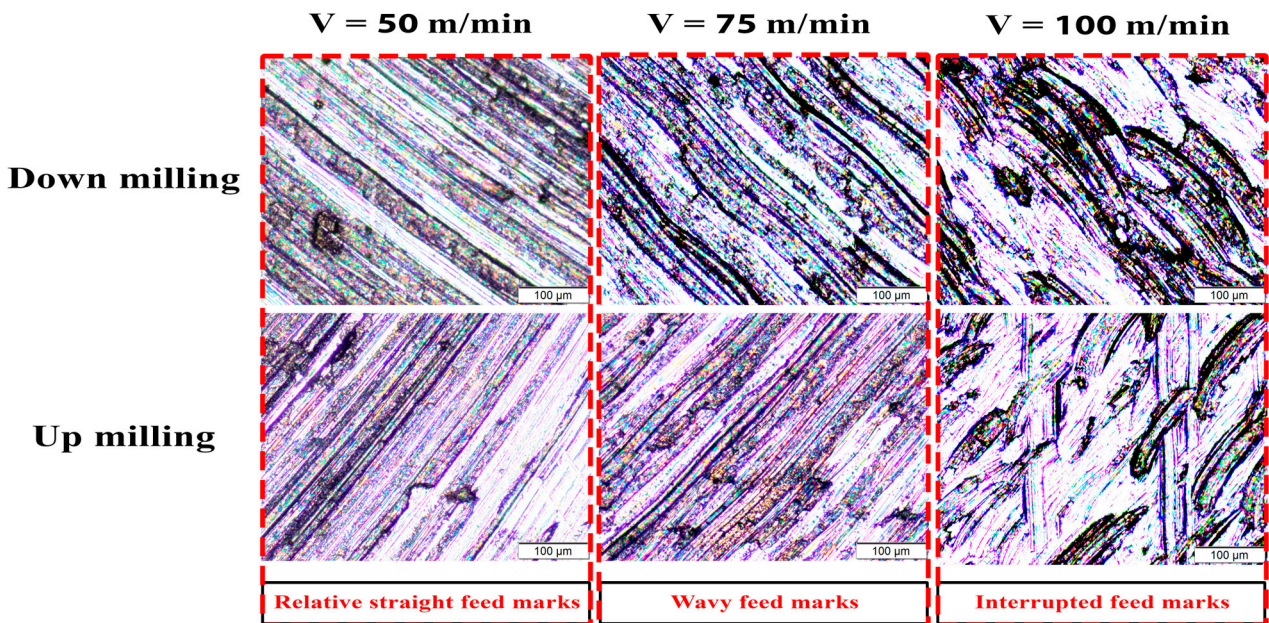 V = 50 m/min
V = 75 m/min
V = 100 m/min
Down milling
100 µm
100 µm
100 µm
Up milling
100 µm
100 µm
100 µm
Relative straight feed marks
Wavy feed marks
Interrupted feed marks